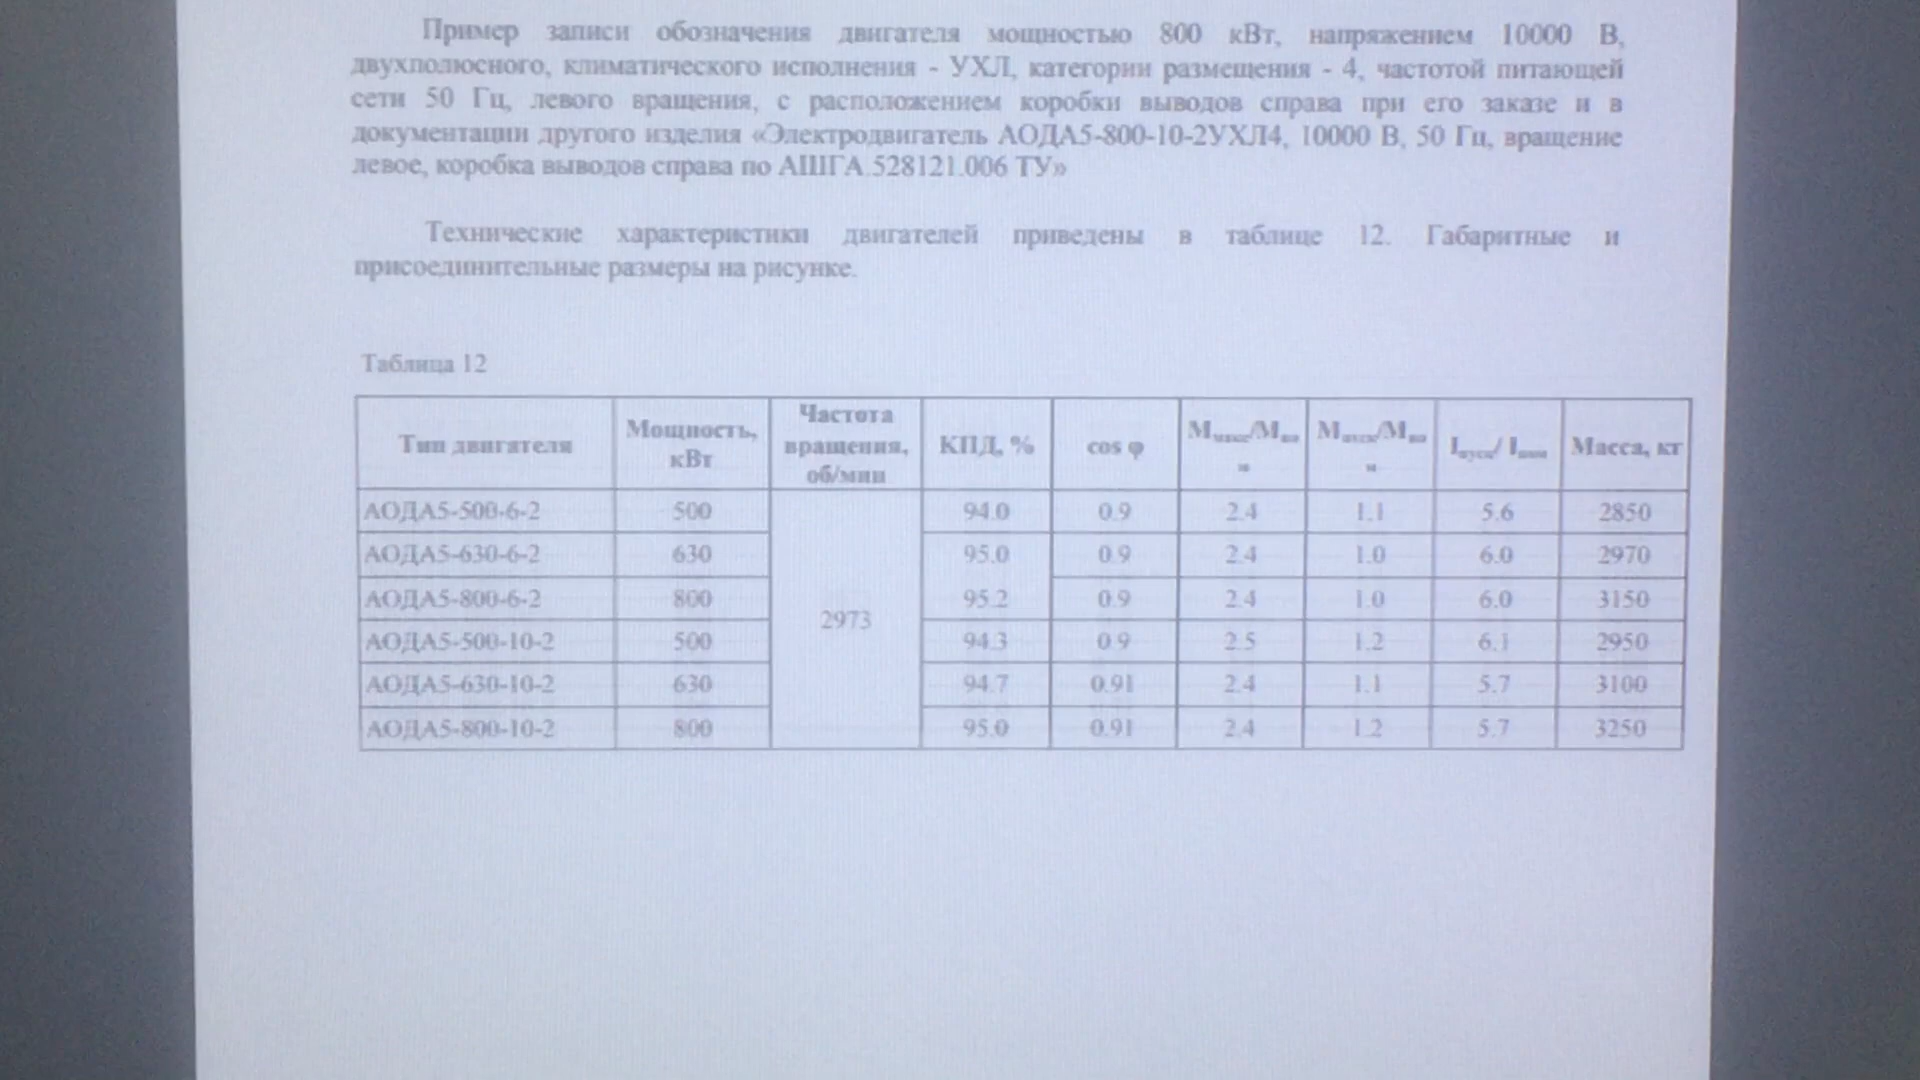 Пример записи обозначения двигателя мощностью 800 кВт, напряжением 10000 В,
двухполюсного, климатического исполнения - УХЛ, категории размещения - 4, частотой питающей
сети 50 Гц, левого вращения, с расположением коробки выводов справа при его заказе и в
документации другого изделия «Электродвигатель АОДА5-800-10-2УХЛ4, 10000 В, 50 Гц, вращение
левое, коробка выводов справа по АШГА.528121.006 ТУ»
Технические характеристики двигателей приведены в таблице 12. Габаритные и
присоединительные размеры на рисунке.
Таблица 12
Тип двигателя Мощность, кВт Частота вращения, об/мин КПД, % cos φ Ммакс/Мно м Мпуск/Мно м Iпуск/ Iном Масса, кг
АОДА5-500-6-2 500 94.0 0.9 2.4 1.1 5.6 2850
АОДА5-630-6-2 630 95.0 0.9 2.4 1.0 6.0 2970
АОДА5-800-6-2 800 95.2 0.9 2.4 1.0 6.0 3150
2973
АОДА5-500-10-2 500 94.3 0.9 2.5 1.2 6.1 2950
АОДА5-630-10-2 630 94.7 0.91 2.4 1.1 5.7 3100
АОДА5-800-10-2 800 95.0 0.91 2.4 1.2 5.7 3250